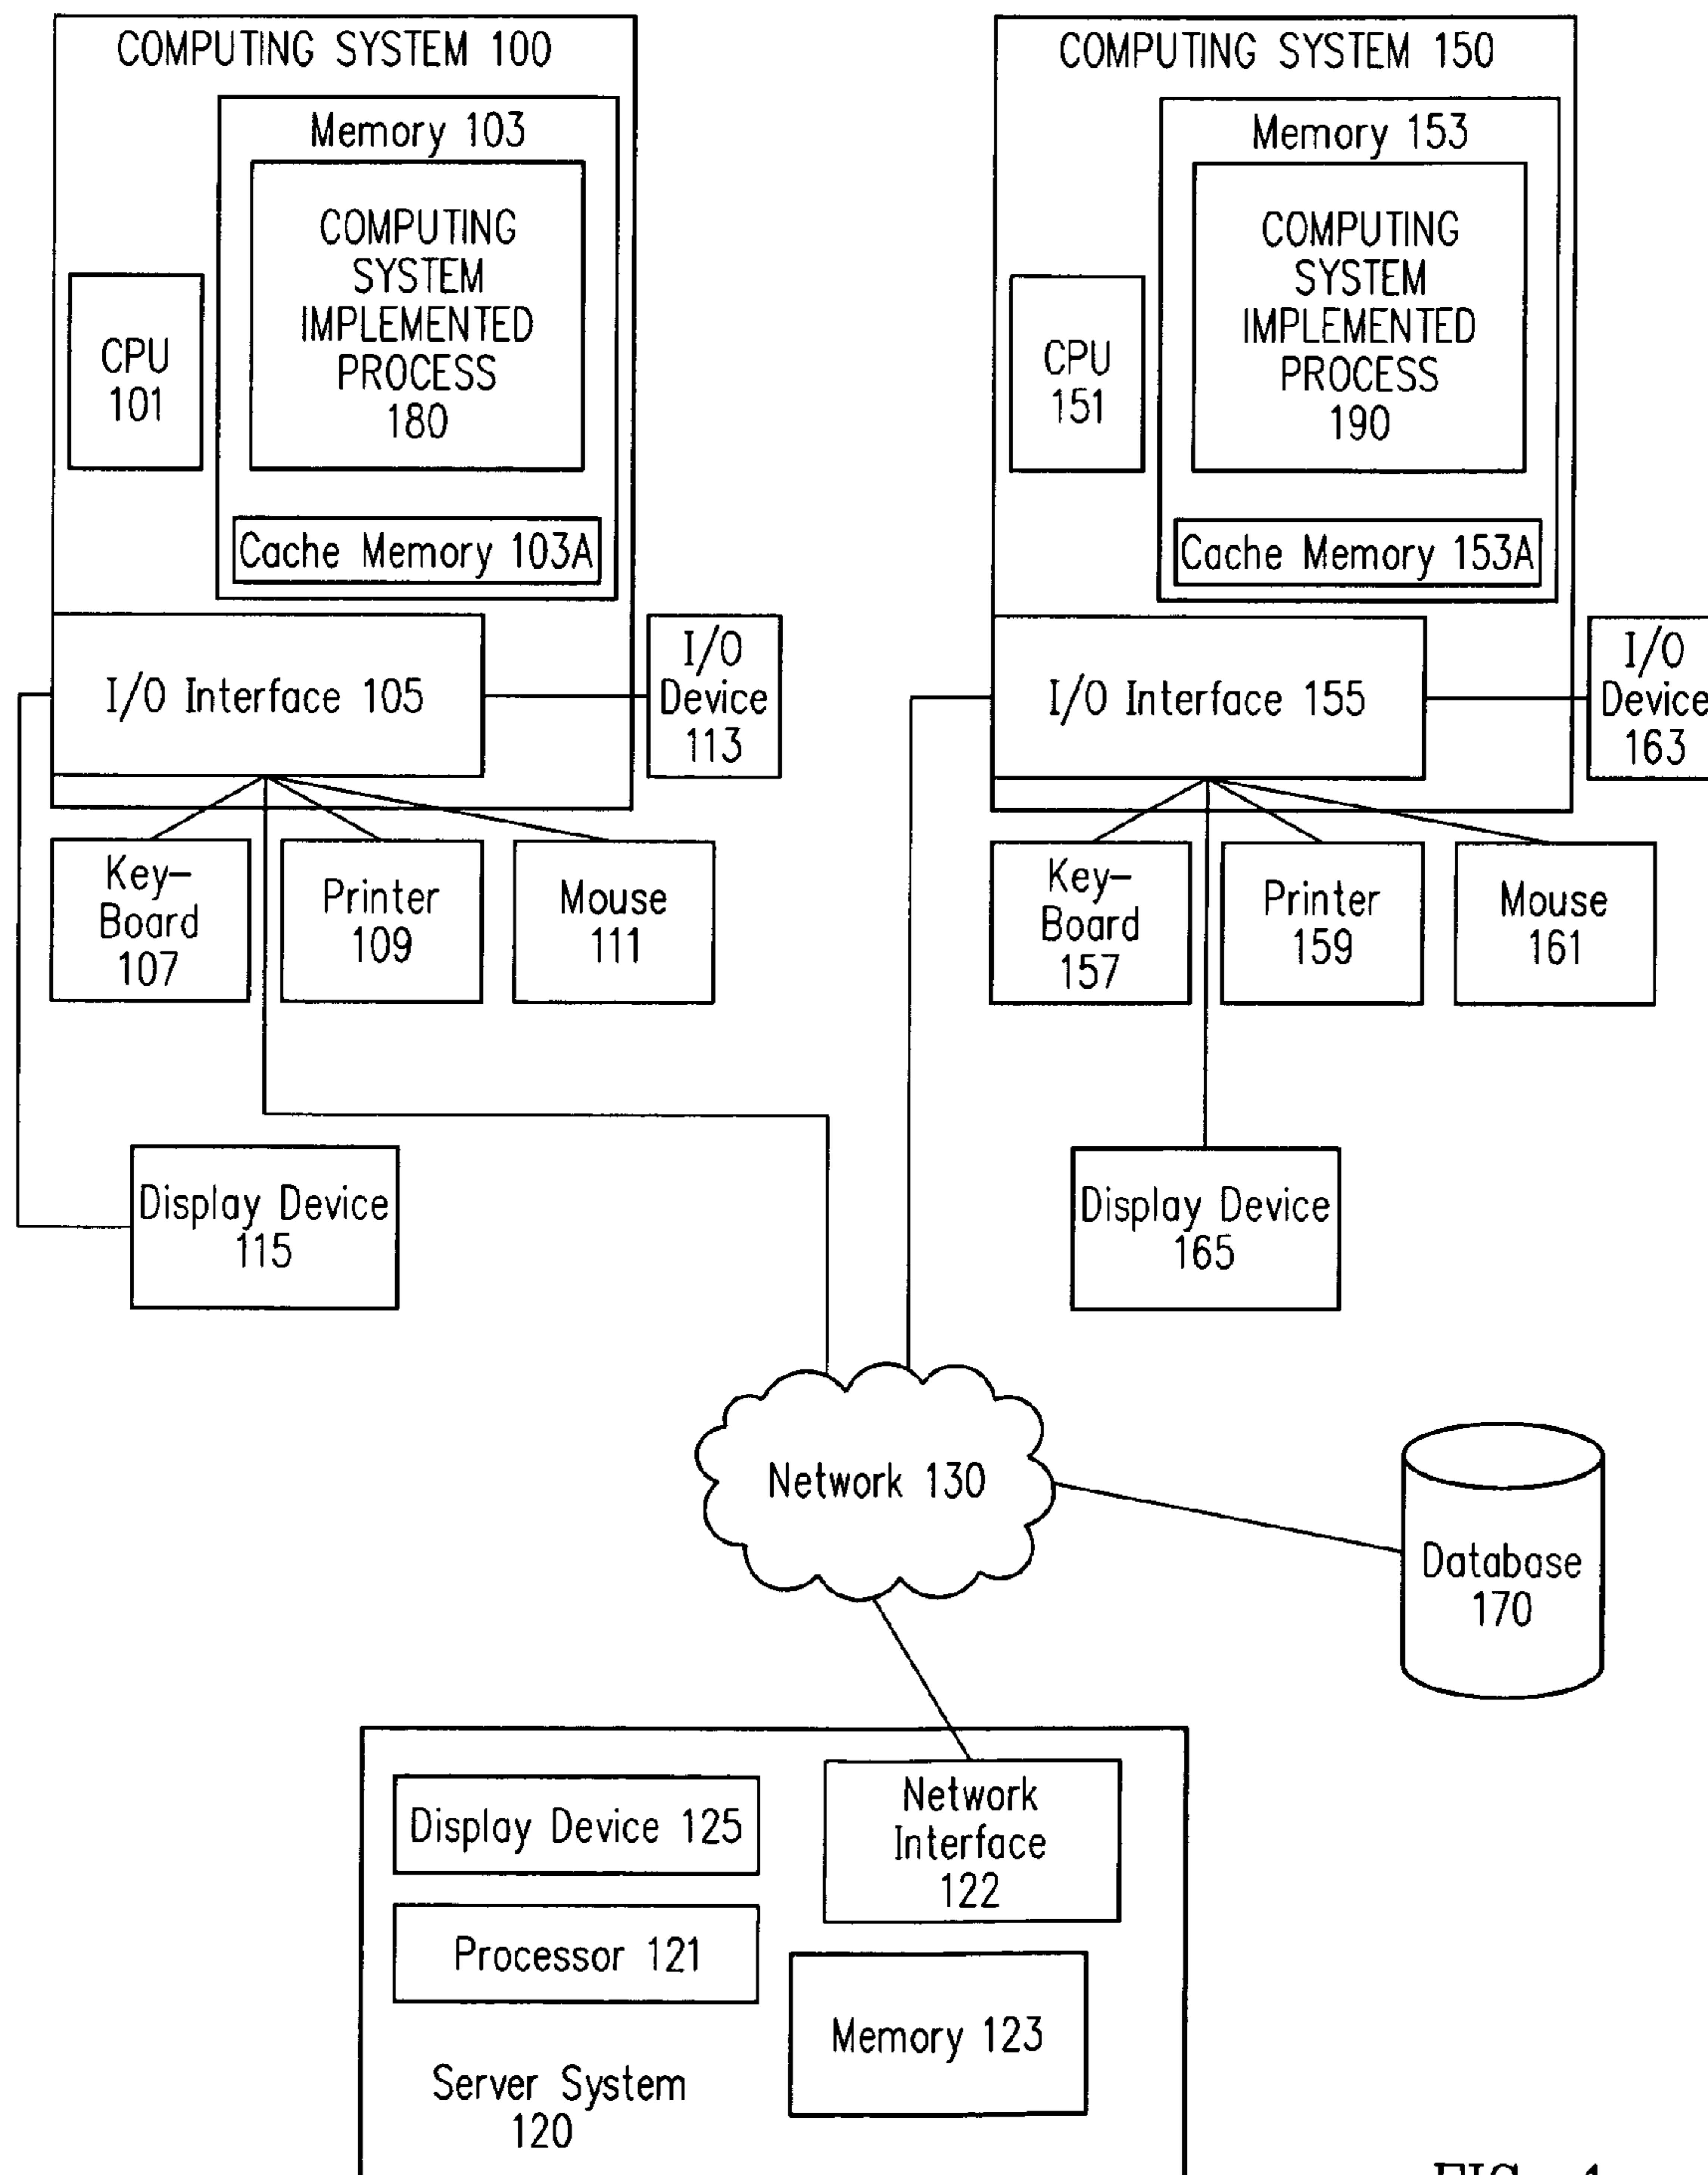 COMPUTING SYSTEM 100
Memory 103
COMPUTING
SYSTEM
IMPLEMENTED
PROCESS
180
CPU
101
Cache Memory 103A
I/O Interface 105
I/O
Device
113
Key-
Board
107
Printer
109
Mouse
111
Display Device
115
COMPUTING SYSTEM 150
Memory 153
COMPUTING
SYSTEM
IMPLEMENTED
PROCESS
190
CPU
151
Cache Memory 153A
I/O Interface 155
I/O
Device
163
Key-
Board
157
Printer
159
Mouse
161
Display Device
165
Network 130
Database
170
Display Device 125
Network
Interface
122
Processor 121
Memory 123
Server System
120
FIG. 1